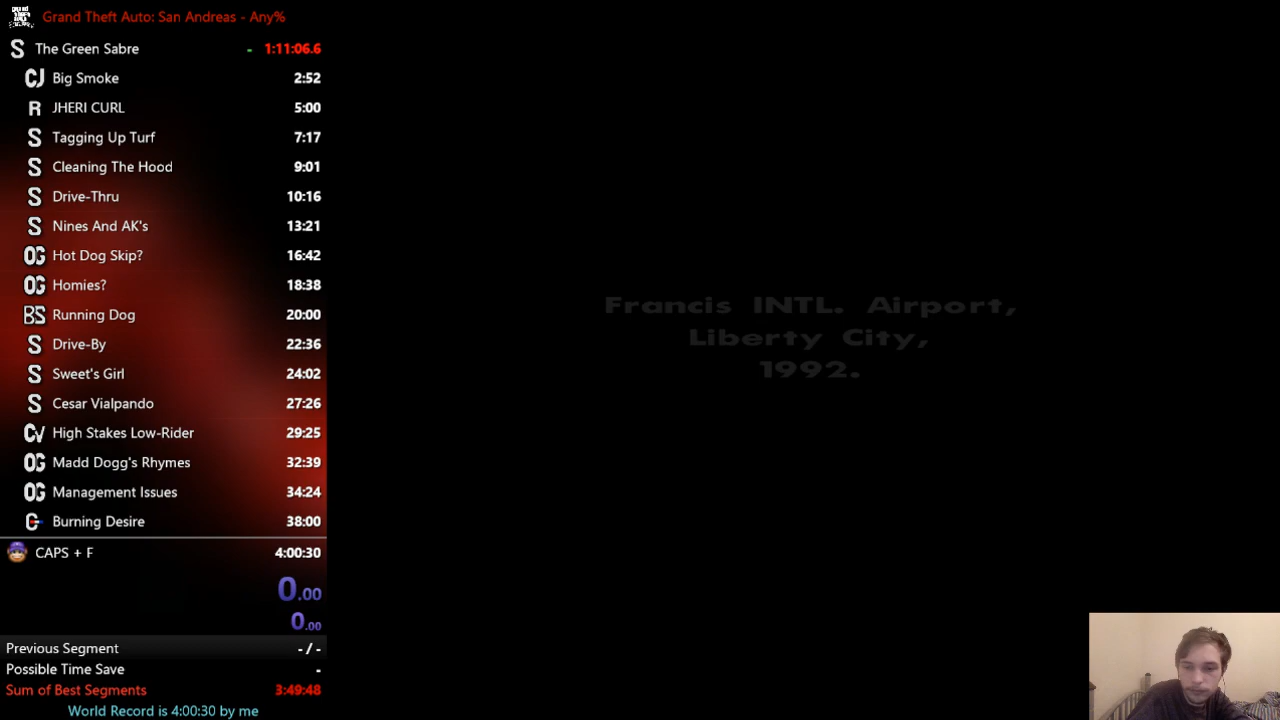 Grand Theft Auto: San Andreas - Any%
The Green Sabre - 1:11:06.6
Big Smoke 2:52
JHERI CURL 5:00
Tagging Up Turf 7:17
Cleaning The Hood 9:01
Drive-Thru 10:16
Nines And AK's 13:21
Hot Dog Skip? 16:42
Homies? 18:38
Running Dog 20:00
Drive-By 22:36
Sweet's Girl 24:02
Cesar Vialpando 27:26
High Stakes Low-Rider 29:25
Madd Dogg's Rhymes 32:39
Management Issues 34:24
Burning Desire 38:00
CAPS + F 4:00:30
0.00
0.00
Previous Segment - / -
Possible Time Save -
Sum of Best Segments 3:49:48
World Record is 4:00:30 by me
Francis INTL. Airport,
Liberty City,
1992.